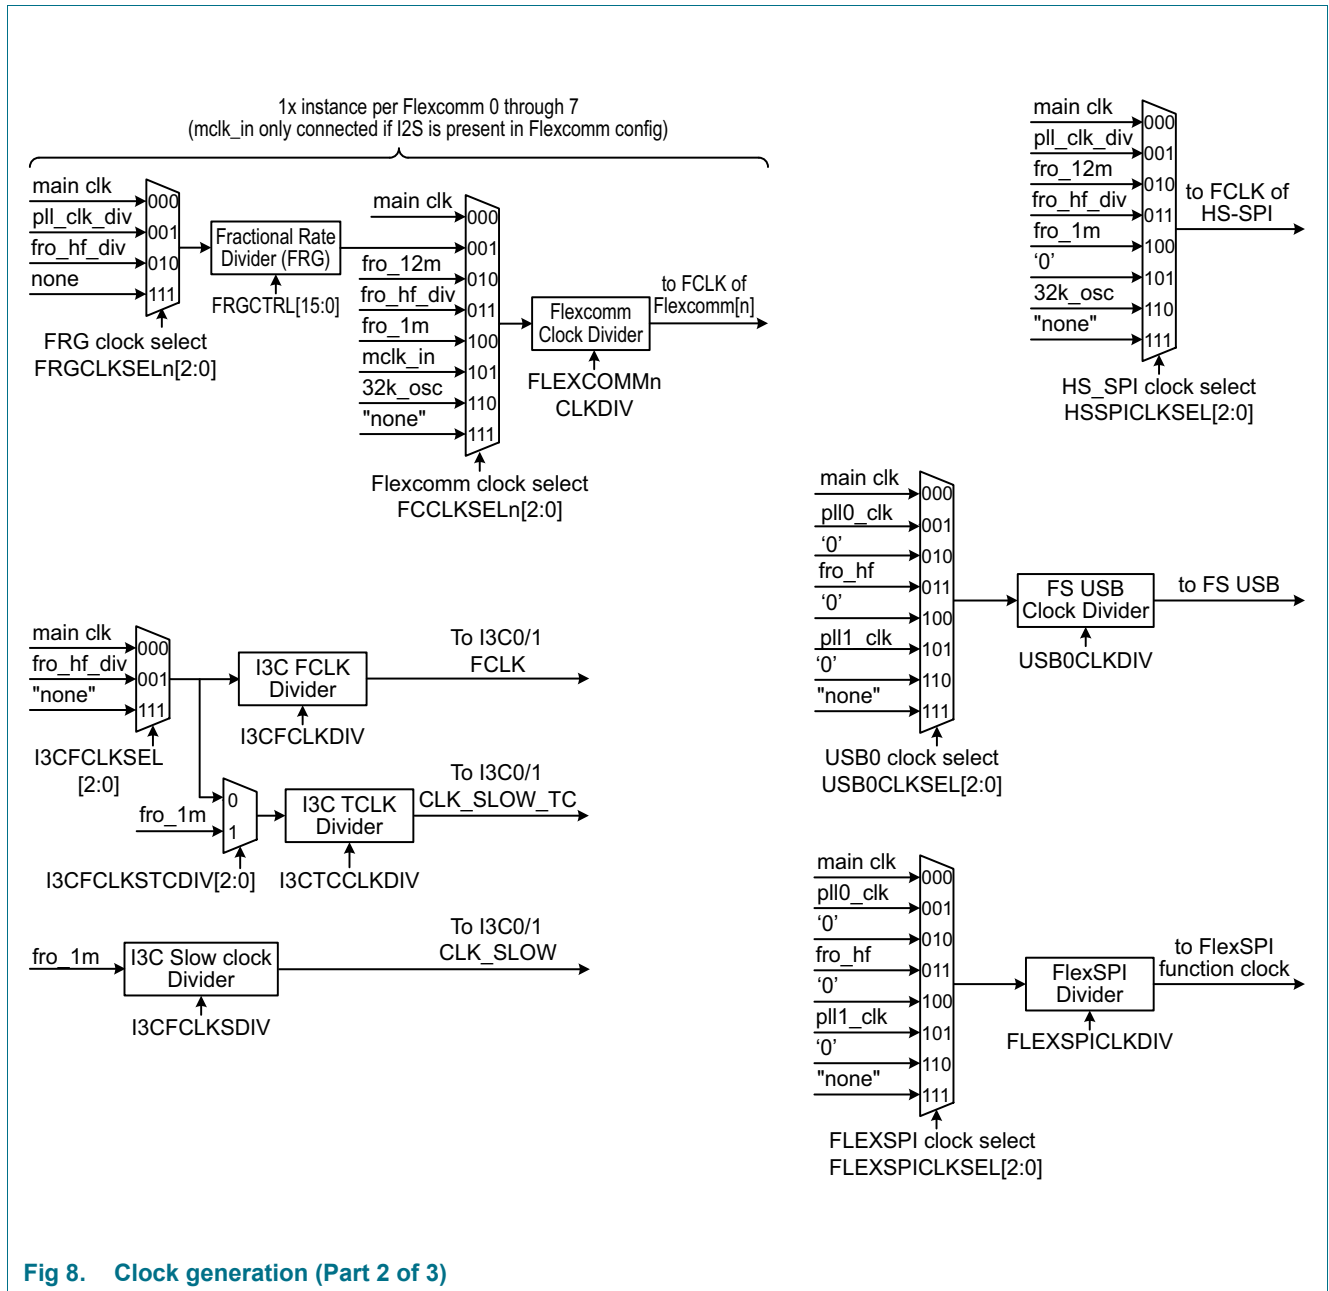 1x instance per Flexcomm 0 through 7
(mclk_in only connected if I2S is present in Flexcomm config)
main clk
000
pll_clk_div
001
fro_hf_div
010
none
111
FRG clock select
FRGCLKSELn[2:0]
Fractional Rate
Divider (FRG)
FRGCTRL[15:0]
main clk
000
001
fro_12m
010
fro_hf_div
011
fro_1m
100
mclk_in
101
32k_osc
110
"none"
111
Flexcomm clock select
FCCLKSELn[2:0]
Flexcomm
Clock Divider
FLEXCOMMn
CLKDIV
to FCLK of
Flexcomm[n]
main clk
000
pll_clk_div
001
fro_12m
010
fro_hf_div
011
fro_1m
100
‘0’
101
32k_osc
110
"none"
111
HS_SPI clock select
HSSPICLKSEL[2:0]
to FCLK of
HS-SPI
main clk
000
pll0_clk
001
‘0’
010
fro_hf
011
‘0’
100
pll1_clk
101
‘0’
110
"none"
111
USB0 clock select
USB0CLKSEL[2:0]
FS USB
Clock Divider
USB0CLKDIV
to FS USB
main clk
000
fro_hf_div
001
"none"
111
I3CFCLKSEL
[2:0]
I3C FCLK
Divider
I3CFCLKDIV
To I3C0/1
FCLK
0
fro_1m
1
I3CFCLKSTCDIV[2:0]
I3C TCLK
Divider
I3CTCCLKDIV
To I3C0/1
CLK_SLOW_TC
fro_1m
I3C Slow clock
Divider
I3CFCLKSDIV
To I3C0/1
CLK_SLOW
main clk
000
pll0_clk
001
‘0’
010
fro_hf
011
‘0’
100
pll1_clk
101
‘0’
110
"none"
111
FLEXSPI clock select
FLEXSPICLKSEL[2:0]
FlexSPI
Divider
FLEXSPICLKDIV
to FlexSPI
function clock
Fig 8. Clock generation (Part 2 of 3)